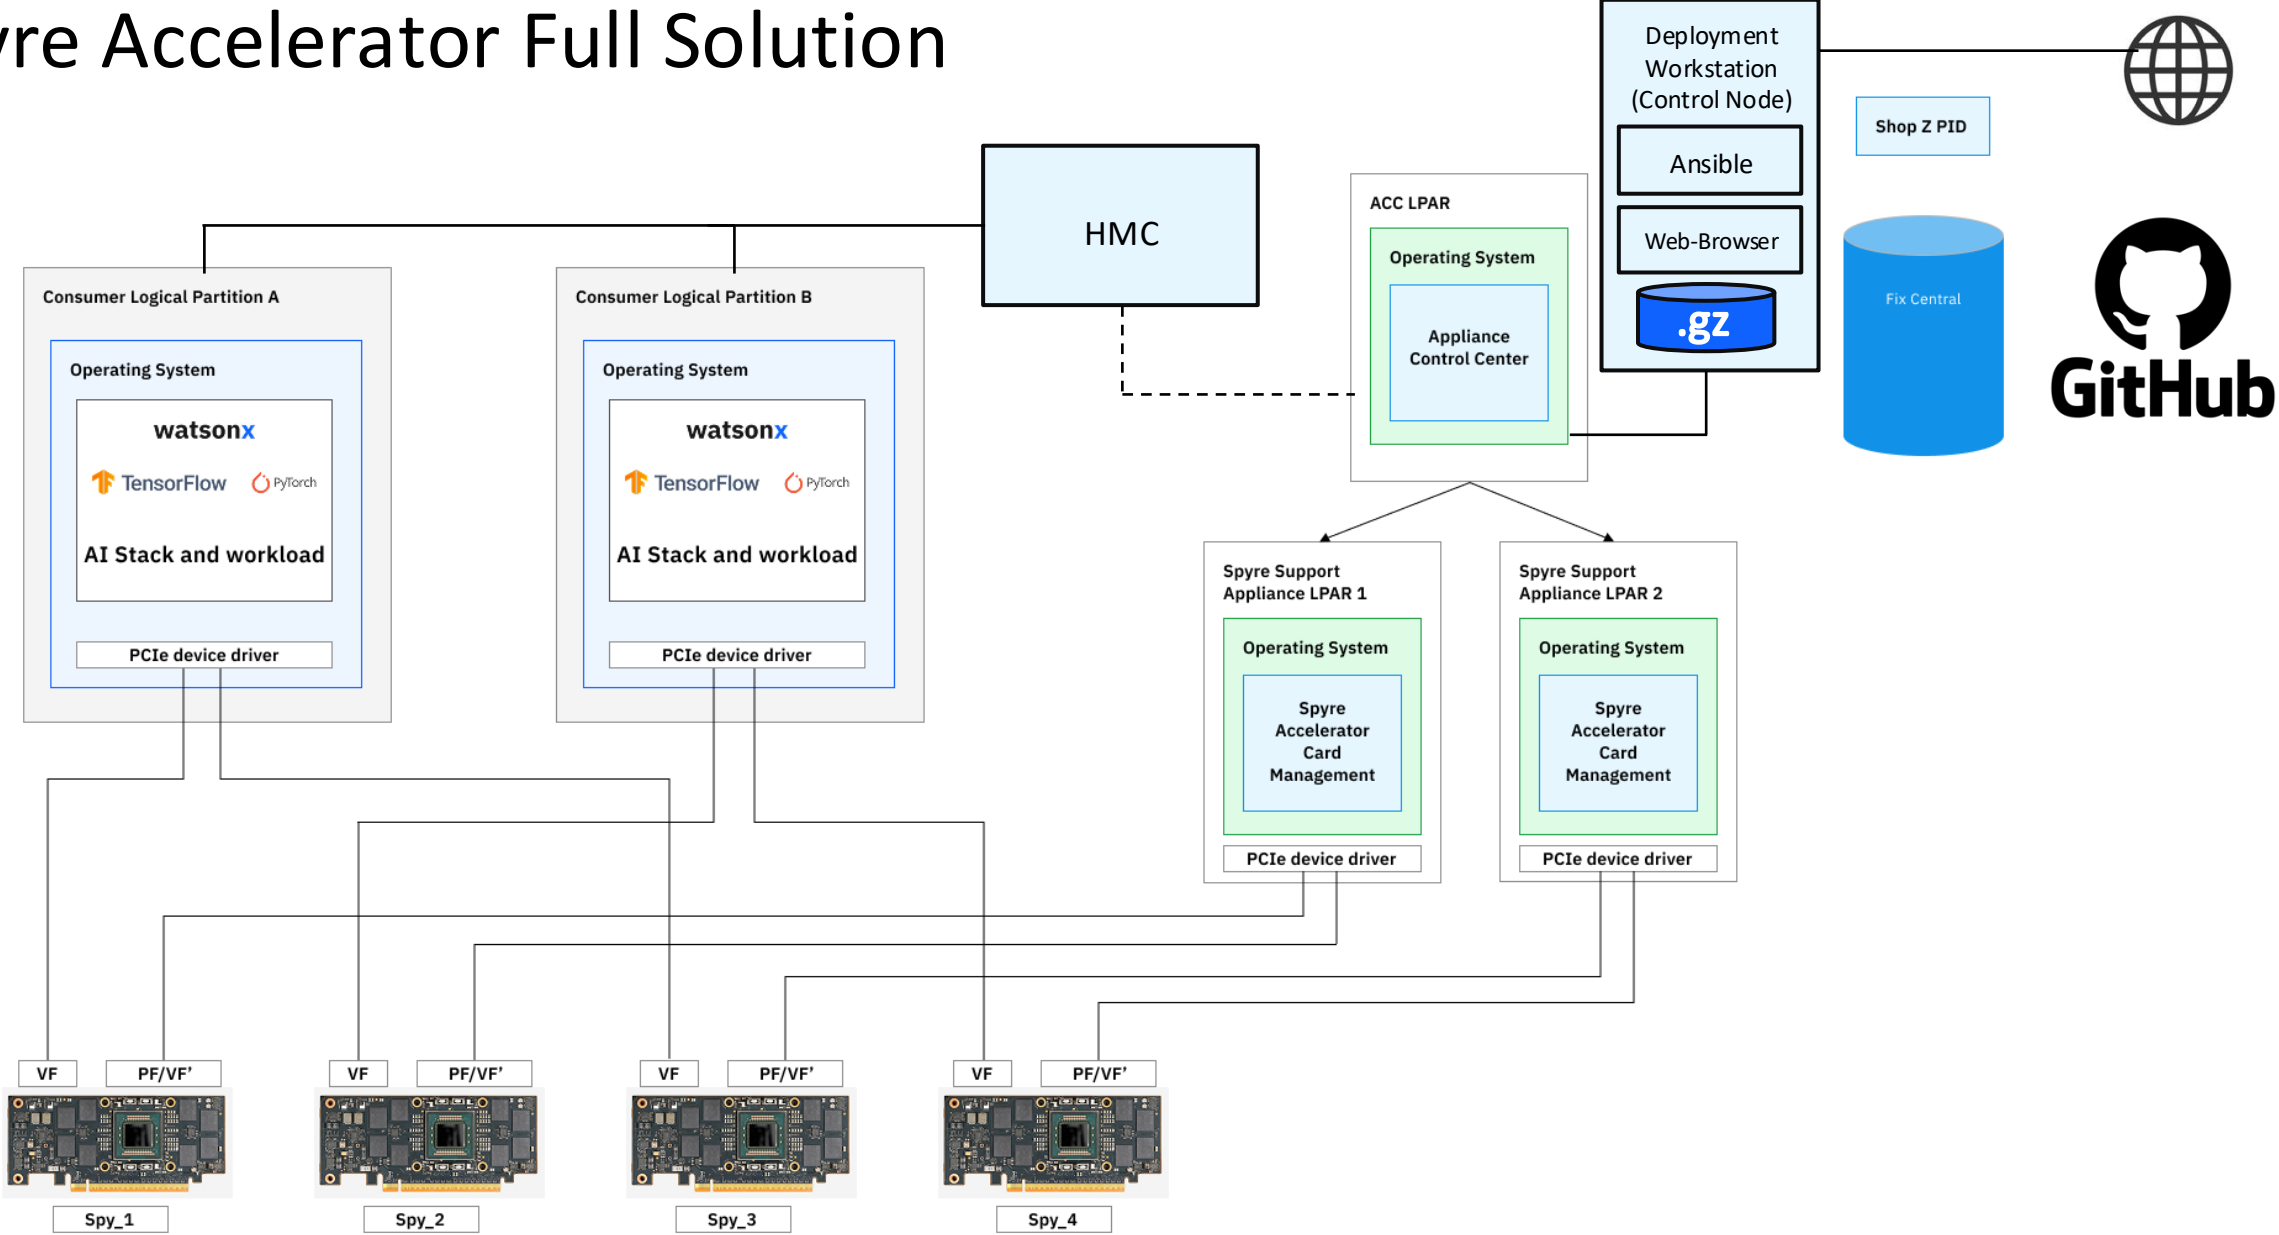 yre Accelerator Full Solution
Deployment
Workstation
(Control Node)
Ansible
Web-Browser
.gz
Shop Z PID
Fix Central
GitHub
HMC
ACC LPAR
Operating System
Appliance
Control Center
Consumer Logical Partition A
Operating System
watsonx
TensorFlow
PyTorch
AI Stack and workload
PCIe device driver
Consumer Logical Partition B
Operating System
watsonx
TensorFlow
PyTorch
AI Stack and workload
PCIe device driver
Spyre Support
Appliance LPAR 1
Operating System
Spyre
Accelerator
Card
Management
PCIe device driver
Spyre Support
Appliance LPAR 2
Operating System
Spyre
Accelerator
Card
Management
PCIe device driver
VF
PF/VF’
VF
PF/VF’
VF
PF/VF’
VF
PF/VF’
Spy_1
Spy_2
Spy_3
Spy_4